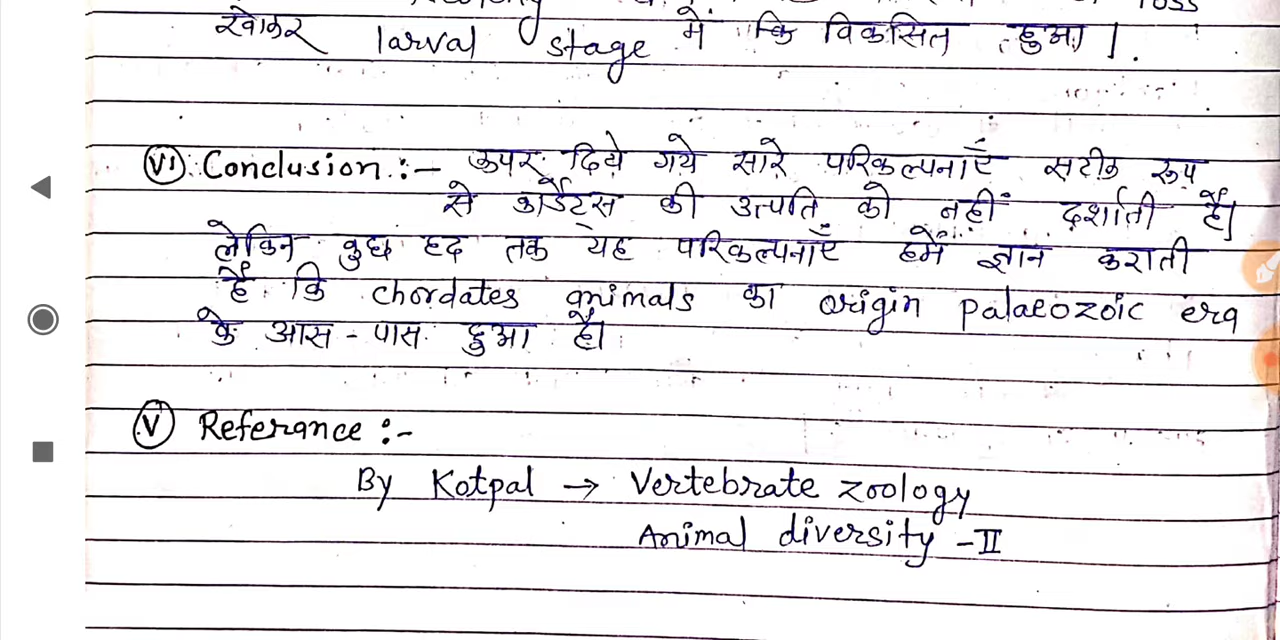 loss
खोकर larval stage में कि विकसित हुआ।
(VI) Conclusion :- ऊपर दिये गये सारे परिकल्पनाएँ सटीक रूप
से कार्डेट्स की उत्पति को नहीं दर्शाती है।
लेकिन कुछ हद तक यह परिकल्पनाएँ हमें ज्ञान कराती
है कि chordates animals का origin palaeozoic era
के आस-पास हुआ है।
(V) Referance :-
By Kotpal → Vertebrate zoology
Animal diversity -II